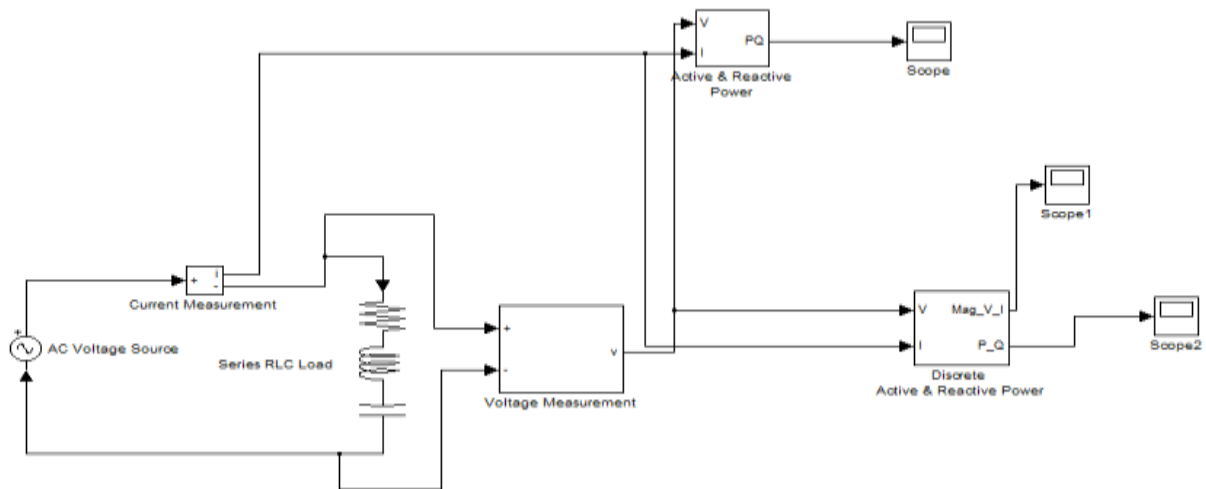 V
I
PQ
Active & Reactive
Power
Scope
Scope1
+
i
-
Current Measurement
+
AC Voltage Source
Series RLC Load
+
-
v
Voltage Measurement
V
I
Mag_V_I
P_Q
Discrete
Active & Reactive Power
Scope2